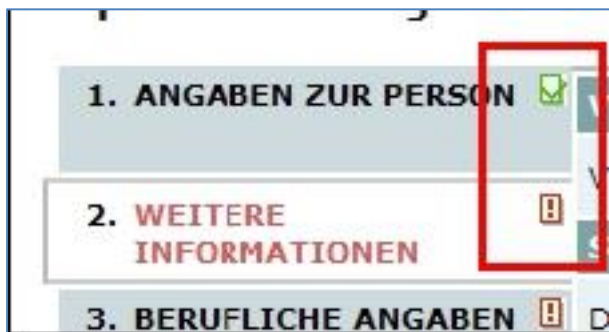 1. ANGABEN ZUR PERSON
2. WEITERE
INFORMATIONEN
3. BERUFLICHE ANGABEN